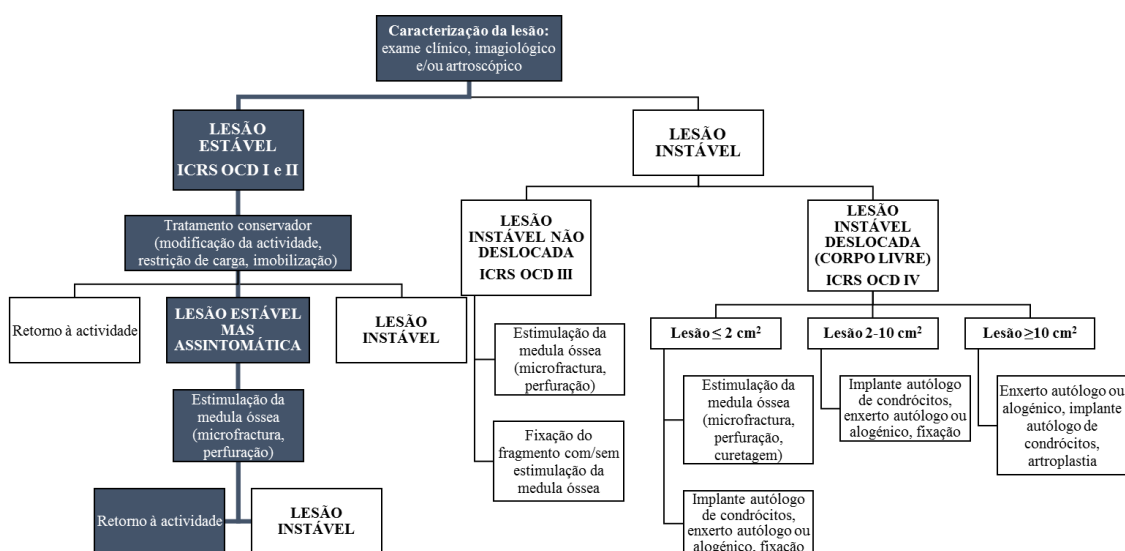 Caracterização da lesão:
exame clínico, imagiológico
e/ou artroscópico
LESÃO
ESTÁVEL
ICRS OCD I e II
LESÃO
INSTÁVEL
Tratamento conservador
(modificação da actividade,
restrição de carga, imobilização)
LESÃO
INSTÁVEL NÃO
DESLOCADA
ICRS OCD III
LESÃO
INSTÁVEL
DESLOCADA
(CORPO LIVRE)
ICRS OCD IV
Retorno à actividade
LESÃO ESTÁVEL
MAS
ASSINTOMÁTICA
LESÃO
INSTÁVEL
Estimulação da
medula óssea
(microfractura,
perfuração)
Lesão ≤ 2 cm²
Lesão 2-10 cm²
Lesão ≥10 cm²
Estimulação da
medula óssea
(microfractura,
perfuração)
Fixação do
fragmento com/sem
estimulação da
medula óssea
Estimulação da
medula óssea
(microfractura,
perfuração,
curetagem)
Implante autólogo
de condrócitos,
enxerto autólogo ou
alogénico, fixação
Enxerto autólogo ou
alogénico, implante
autólogo de
condrócitos,
artroplastia
Retorno à actividade
LESÃO
INSTÁVEL
Implante autólogo
de condrócitos,
enxerto autólogo ou
alogénico, fixação